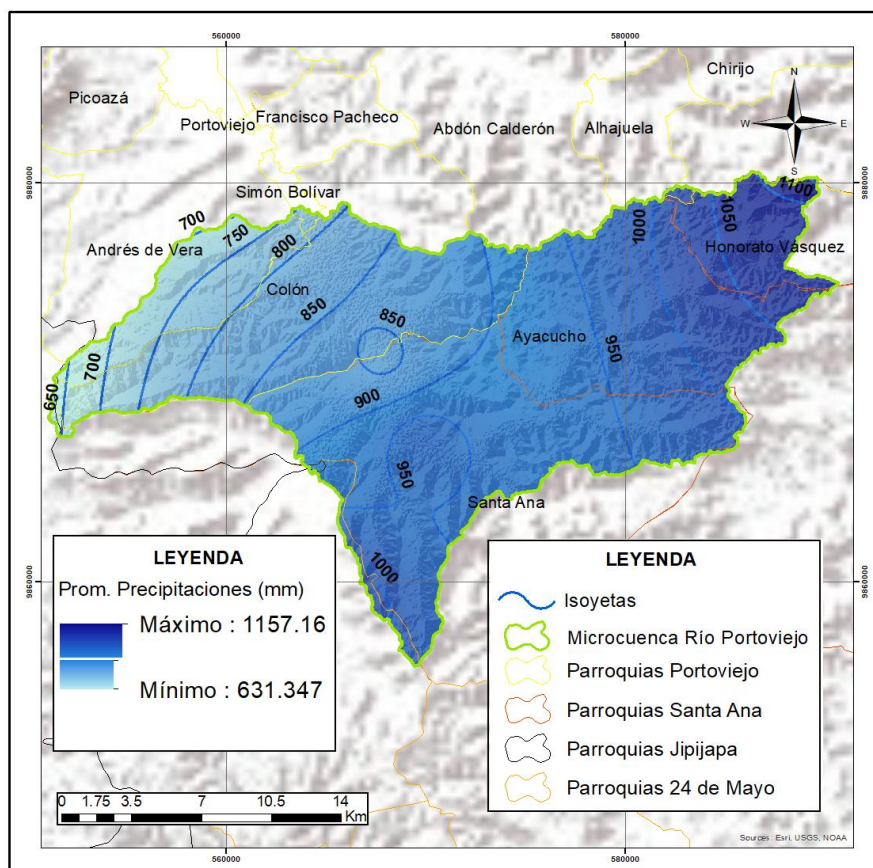 560000
580000
Chirijo
Picoazá
N
Portoviejo
Francisco Pacheco
Abdón Calderón
Alhajuela
W
E
S
9880000
9880000
Simón Bolívar
1100
700
1000
1050
Andrés de Vera
750
800
Honorato Vásquez
Colón
850
850
Ayacucho
950
700
650
900
950
Santa Ana
1000
LEYENDA
Prom. Precipitaciones (mm)
Máximo : 1157.16
Mínimo : 631.347
LEYENDA
Isoyetas
Microcuenca Río Portoviejo
Parroquias Portoviejo
Parroquias Santa Ana
Parroquias Jipijapa
Parroquias 24 de Mayo
9860000
9860000
0 1.75 3.5 7 10.5 14
Km
Sources: Esri, USGS, NOAA
560000
580000